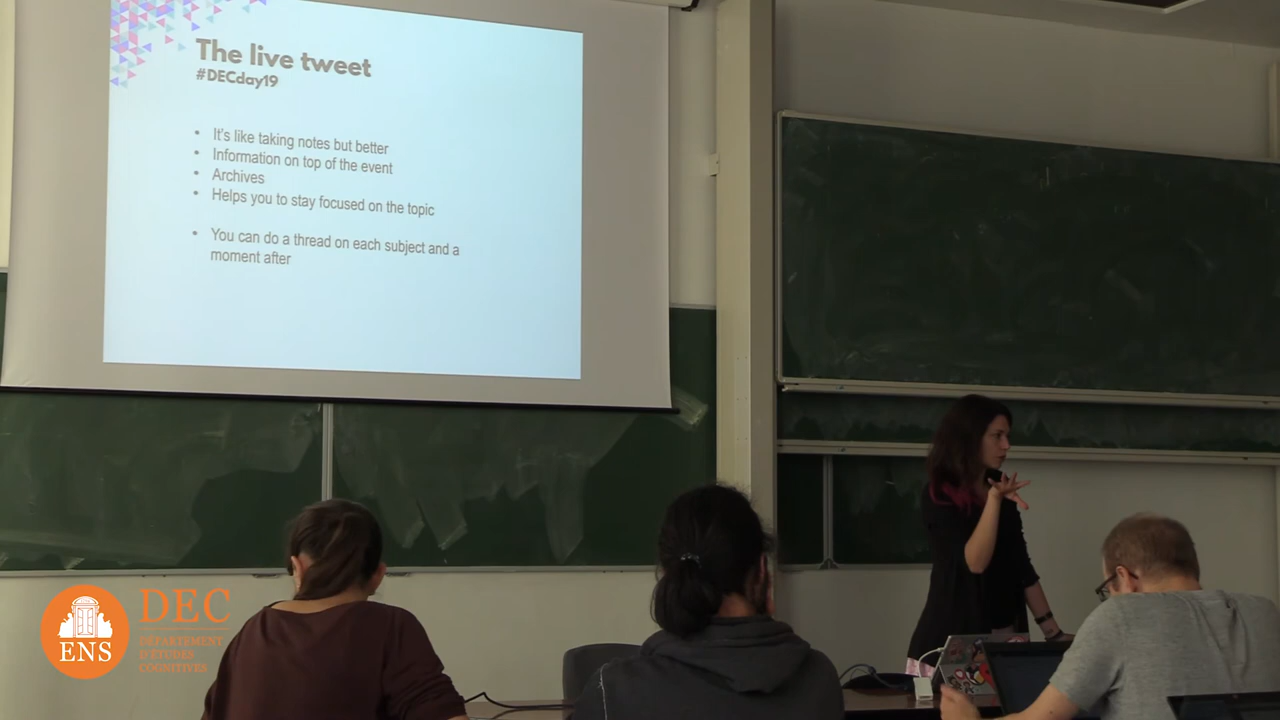 The live tweet
#DECday19
• It's like taking notes but better
• Information on top of the event
• Archives
• Helps you to stay focused on the topic
• You can do a thread on each subject and a
moment after
ENS
DEC
DÉPARTEMENT
D'ÉTUDES
COGNITIVES